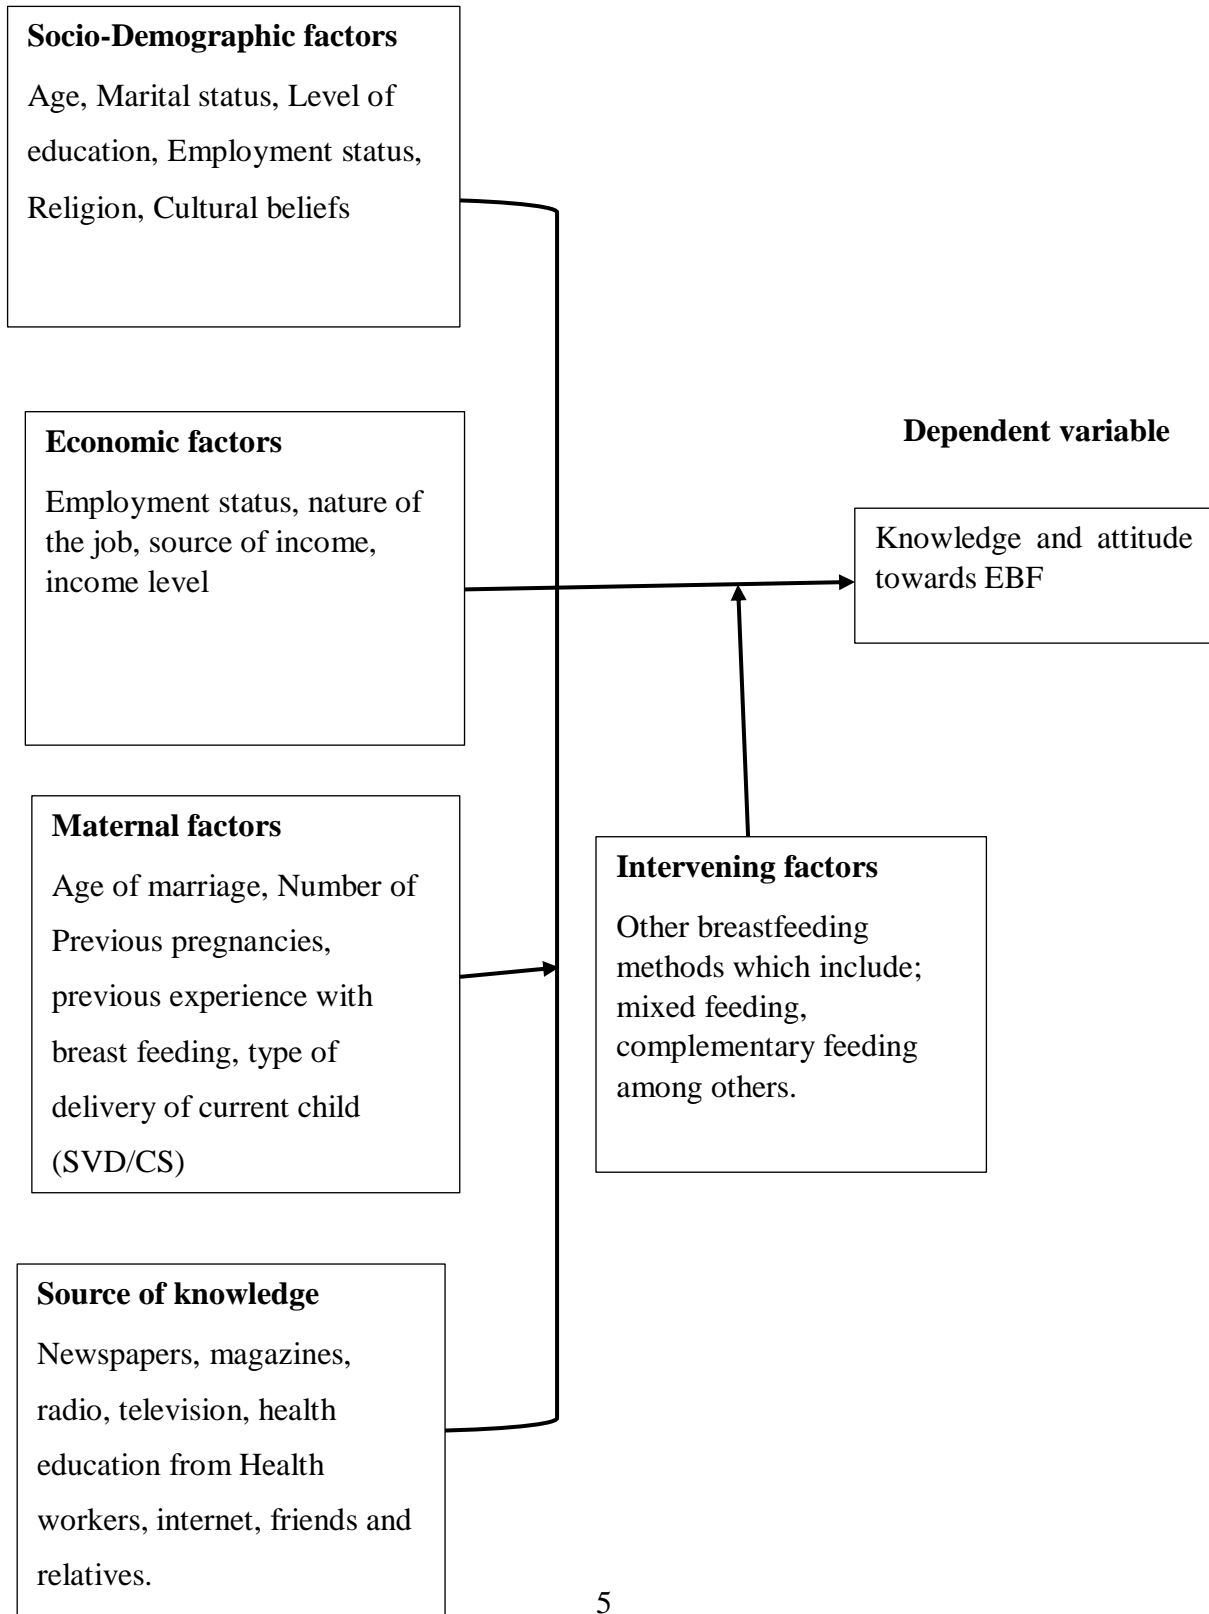 Socio-Demographic factors
Age, Marital status, Level of
education, Employment status,
Religion, Cultural beliefs
Economic factors
Employment status, nature of
the job, source of income,
income level
Dependent variable
Knowledge and attitude
towards EBF
Maternal factors
Age of marriage, Number of
Previous pregnancies,
previous experience with
breast feeding, type of
delivery of current child
(SVD/CS)
Intervening factors
Other breastfeeding
methods which include;
mixed feeding,
complementary feeding
among others.
Source of knowledge
Newspapers, magazines,
radio, television, health
education from Health
workers, internet, friends and
relatives.
5